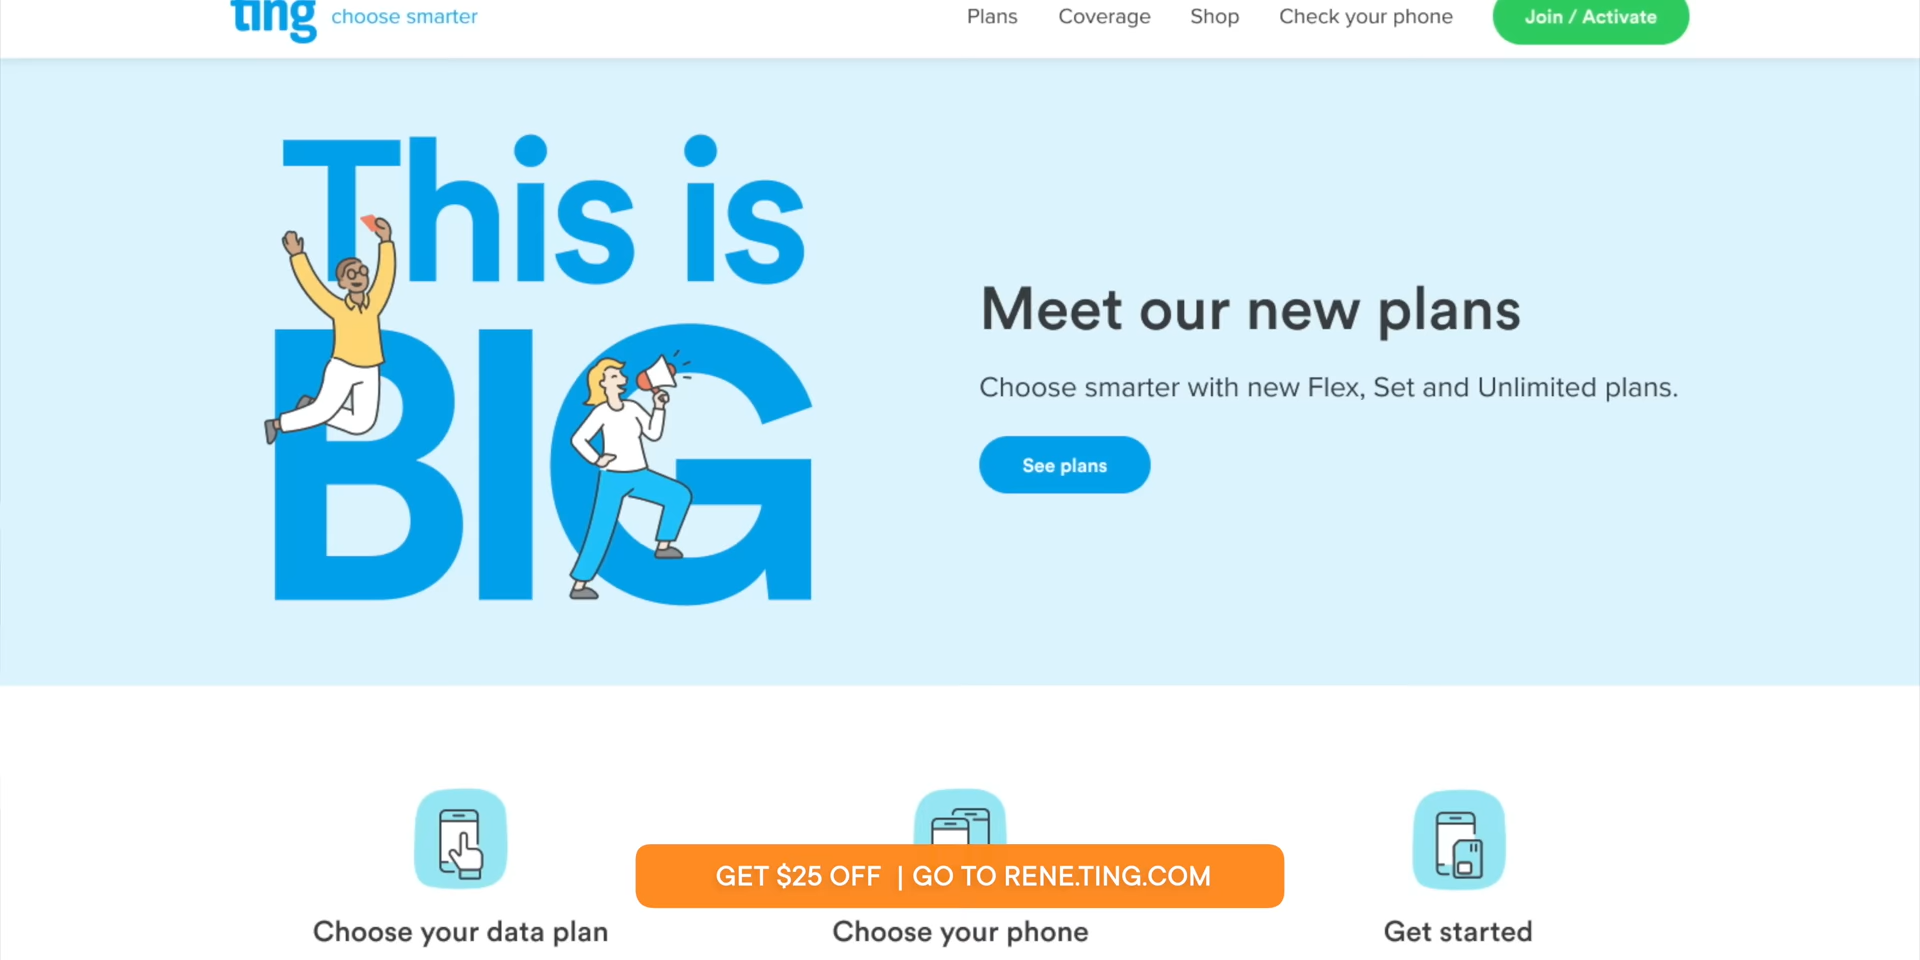 ting choose smarter
Plans Coverage Shop Check your phone Join / Activate
This is
BIG
Meet our new plans
Choose smarter with new Flex, Set and Unlimited plans.
See plans
GET $25 OFF | GO TO RENE.TING.COM
Choose your data plan Choose your phone Get started